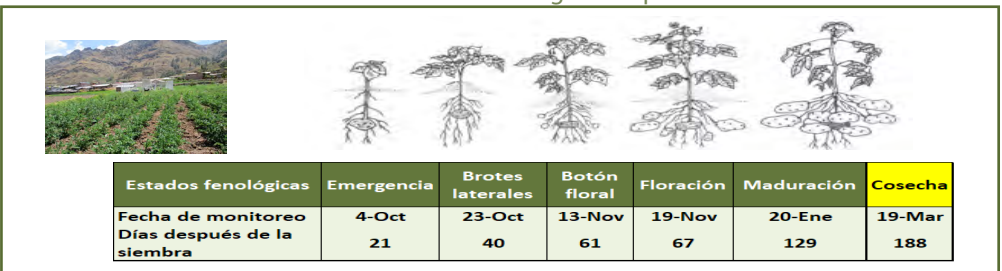 Estados fenológicas Emergencia Brotes laterales Botón floral Floración Maduración Cosecha
Fecha de monitoreo 4-Oct 23-Oct 13-Nov 19-Nov 20-Ene 19-Mar
Días después de la siembra 21 40 61 67 129 188